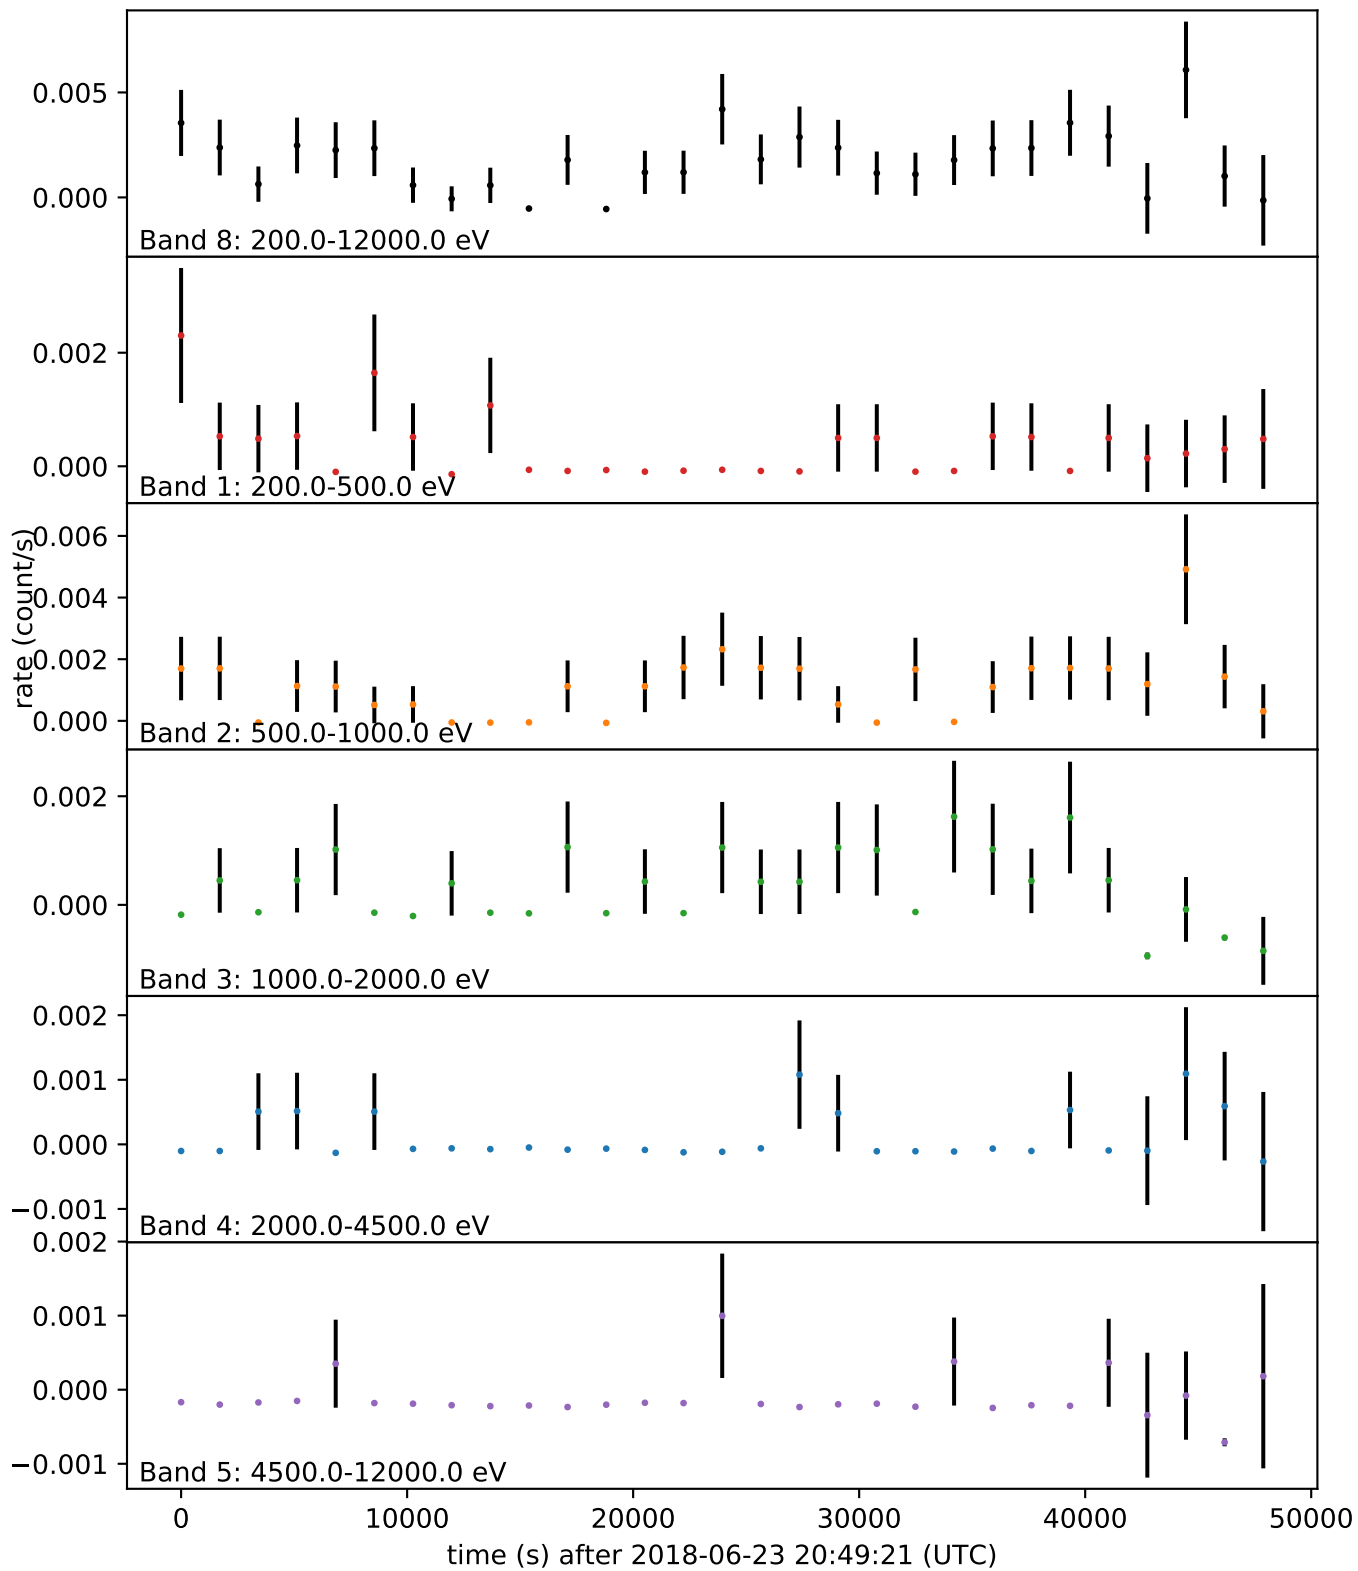 0.005
0.000
Band 8: 200.0-12000.0 eV
0.002
0.000
Band 1: 200.0-500.0 eV
rate (count/s)
0.006
0.004
0.002
0.000
Band 2: 500.0-1000.0 eV
0.002
0.000
Band 3: 1000.0-2000.0 eV
0.002
0.001
0.000
−0.001
Band 4: 2000.0-4500.0 eV
0.002
0.001
0.000
−0.001
Band 5: 4500.0-12000.0 eV
0 10000 20000 30000 40000 50000
time (s) after 2018-06-23 20:49:21 (UTC)